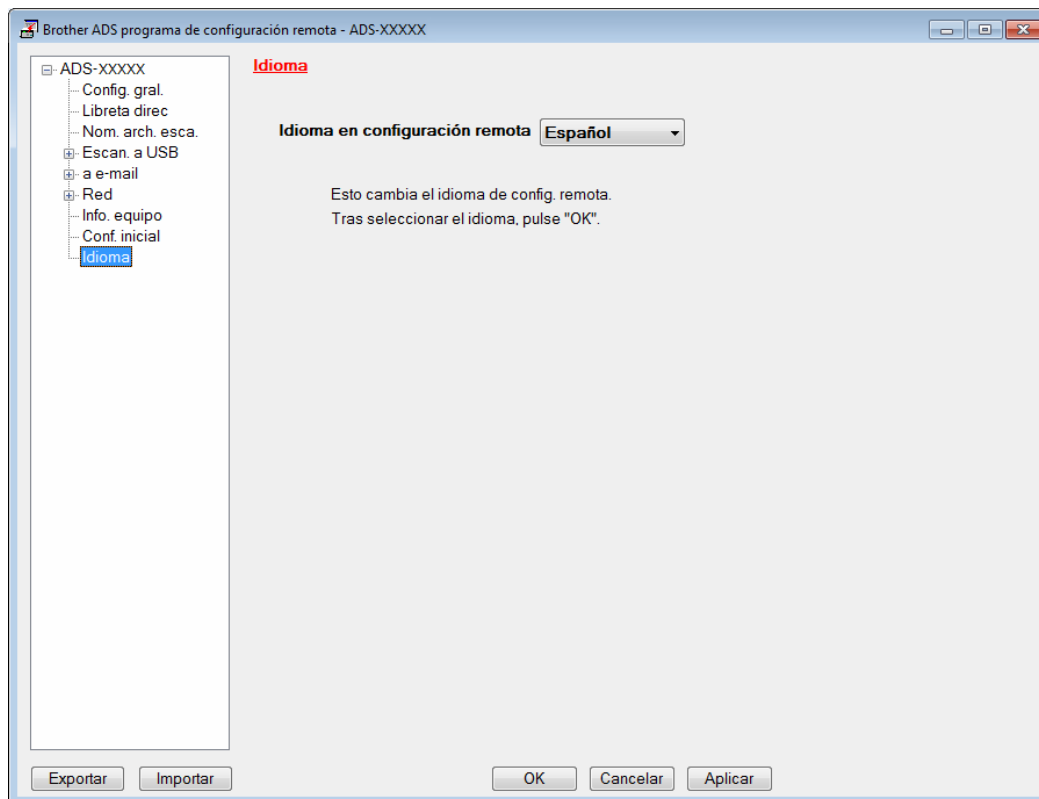 Brother ADS programa de configuración remota - ADS-XXXXX
ADS-XXXXX
Config. gral.
Libreta direc
Nom. arch. esca.
Escan. a USB
a e-mail
Red
Info. equipo
Conf. inicial
Idioma
Idioma
Idioma en configuración remota Español
Esto cambia el idioma de config. remota.
Tras seleccionar el idioma, pulse "OK".
Exportar Importar OK Cancelar Aplicar